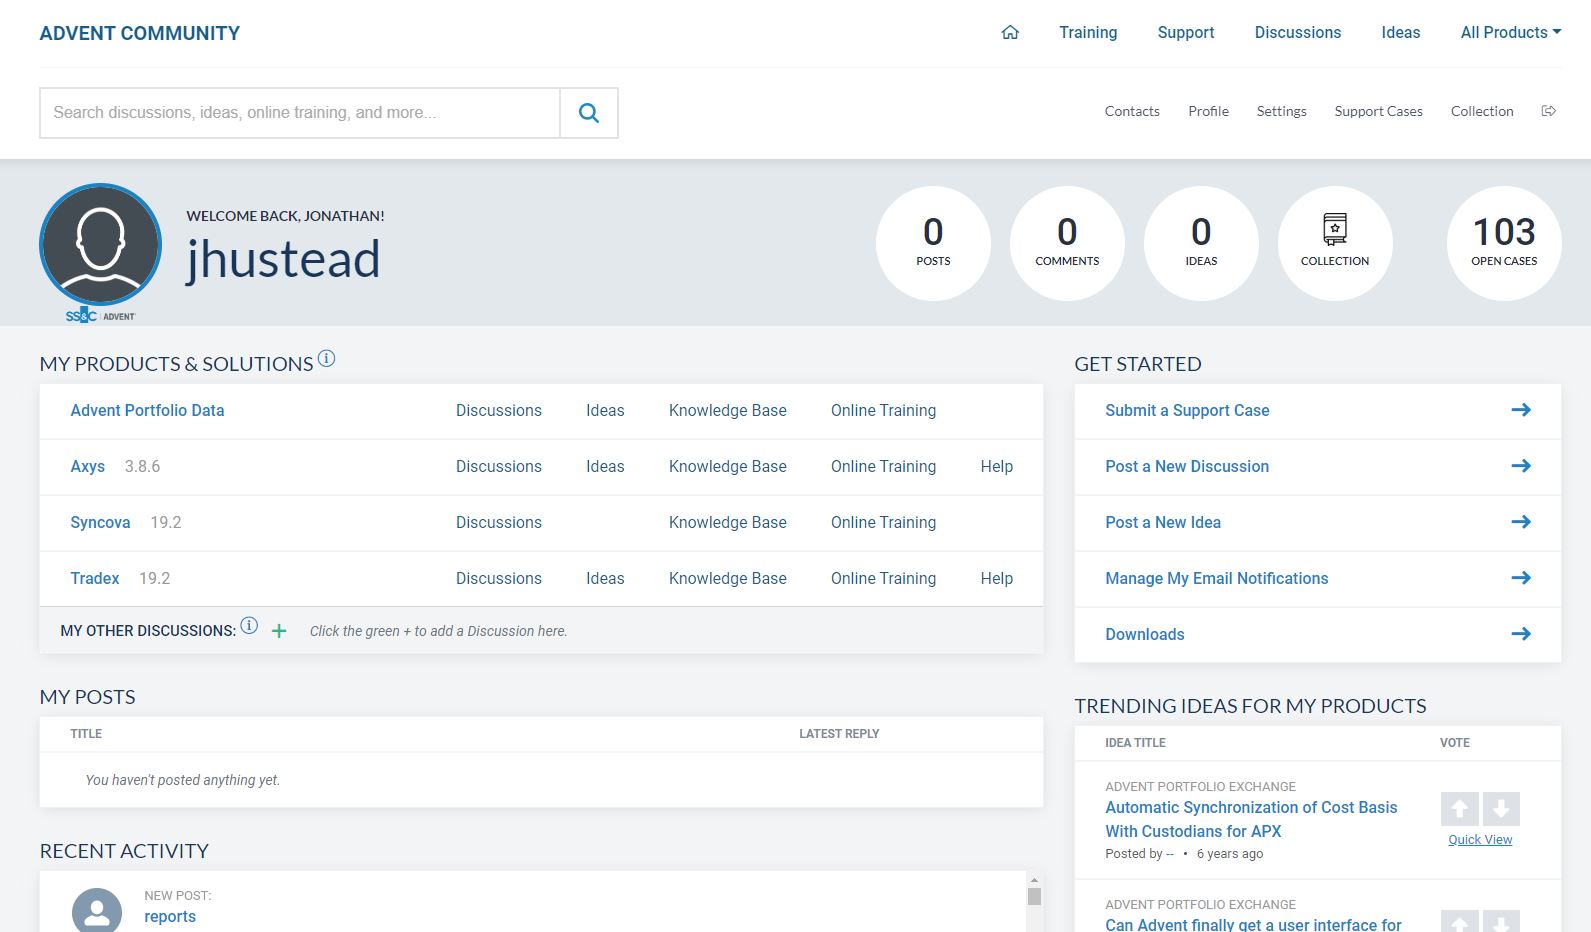 ADVENT COMMUNITY
Training Support Discussions Ideas All Products
Search discussions, ideas, online training, and more...
Contacts Profile Settings Support Cases Collection
WELCOME BACK, JONATHAN!
jhustead
SS&C ADVENT
0 POSTS
0 COMMENTS
0 IDEAS
COLLECTION
103 OPEN CASES
MY PRODUCTS & SOLUTIONS
Advent Portfolio Data Discussions Ideas Knowledge Base Online Training
Axys 3.8.6 Discussions Ideas Knowledge Base Online Training Help
Syncova 19.2 Discussions Knowledge Base Online Training
Tradex 19.2 Discussions Ideas Knowledge Base Online Training Help
MY OTHER DISCUSSIONS: + Click the green + to add a Discussion here.
MY POSTS
TITLE LATEST REPLY
You haven't posted anything yet.
RECENT ACTIVITY
NEW POST:
reports
GET STARTED
Submit a Support Case
Post a New Discussion
Post a New Idea
Manage My Email Notifications
Downloads
TRENDING IDEAS FOR MY PRODUCTS
IDEA TITLE VOTE
ADVENT PORTFOLIO EXCHANGE
Automatic Synchronization of Cost Basis
With Custodians for APX
Posted by -- • 6 years ago
Quick View
ADVENT PORTFOLIO EXCHANGE
Can Advent finally get a user interface for